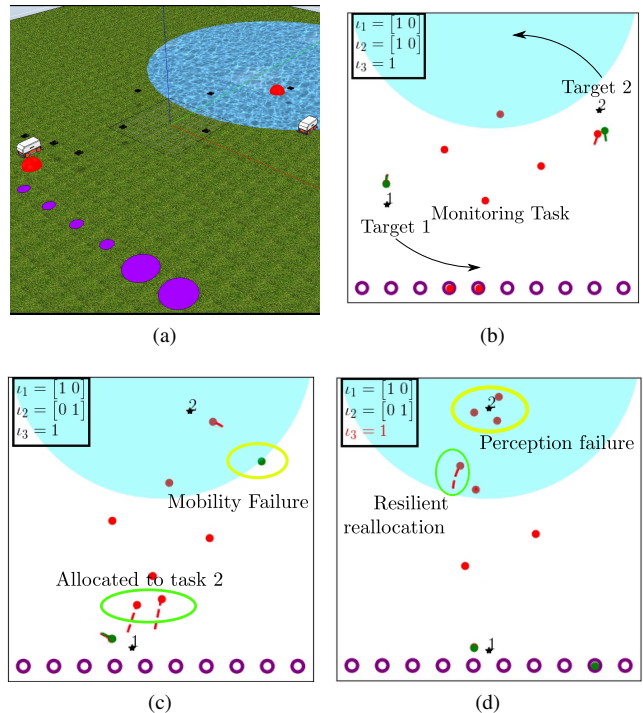 (a)
ι₁ = [1 0]
ι₂ = [1 0]
ι₃ = 1
Target 2
2
1
Target 1
Monitoring Task
(b)
ι₁ = [1 0]
ι₂ = [0 1]
ι₃ = 1
2
Mobility Failure
Allocated to task 2
1
(c)
ι₁ = [1 0]
ι₂ = [0 1]
ι₃ = 1
2
Perception failure
Resilient
reallocation
1
(d)